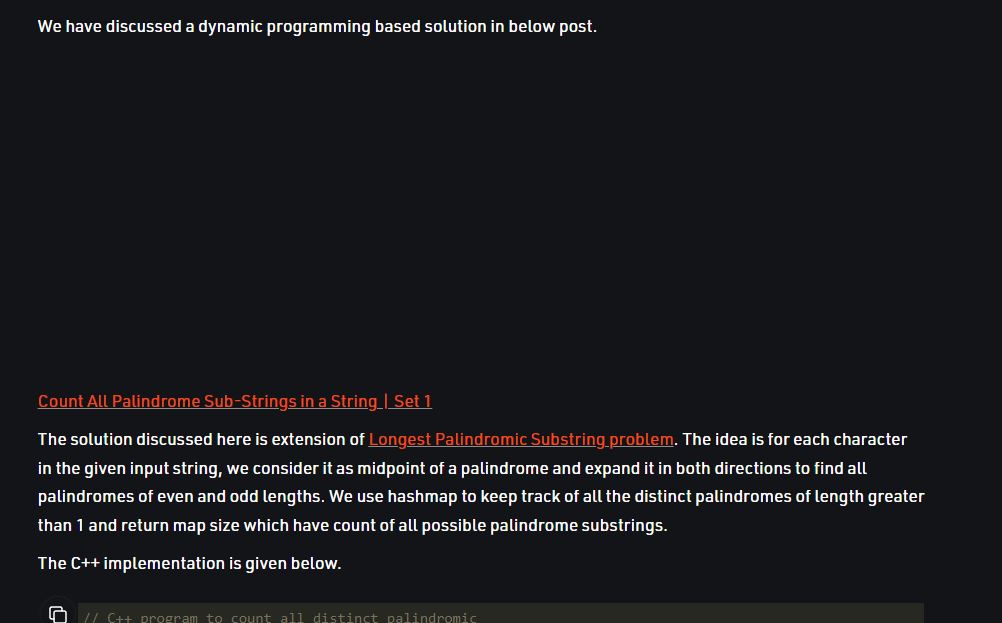 We have discussed a dynamic programming based solution in below post.
Count All Palindrome Sub-Strings in a String | Set 1
The solution discussed here is extension of Longest Palindromic Substring problem. The idea is for each character
in the given input string, we consider it as midpoint of a palindrome and expand it in both directions to find all
palindromes of even and odd lengths. We use hashmap to keep track of all the distinct palindromes of length greater
than 1 and return map size which have count of all possible palindrome substrings.
The C++ implementation is given below.
// C++ program to count all distinct palindromic